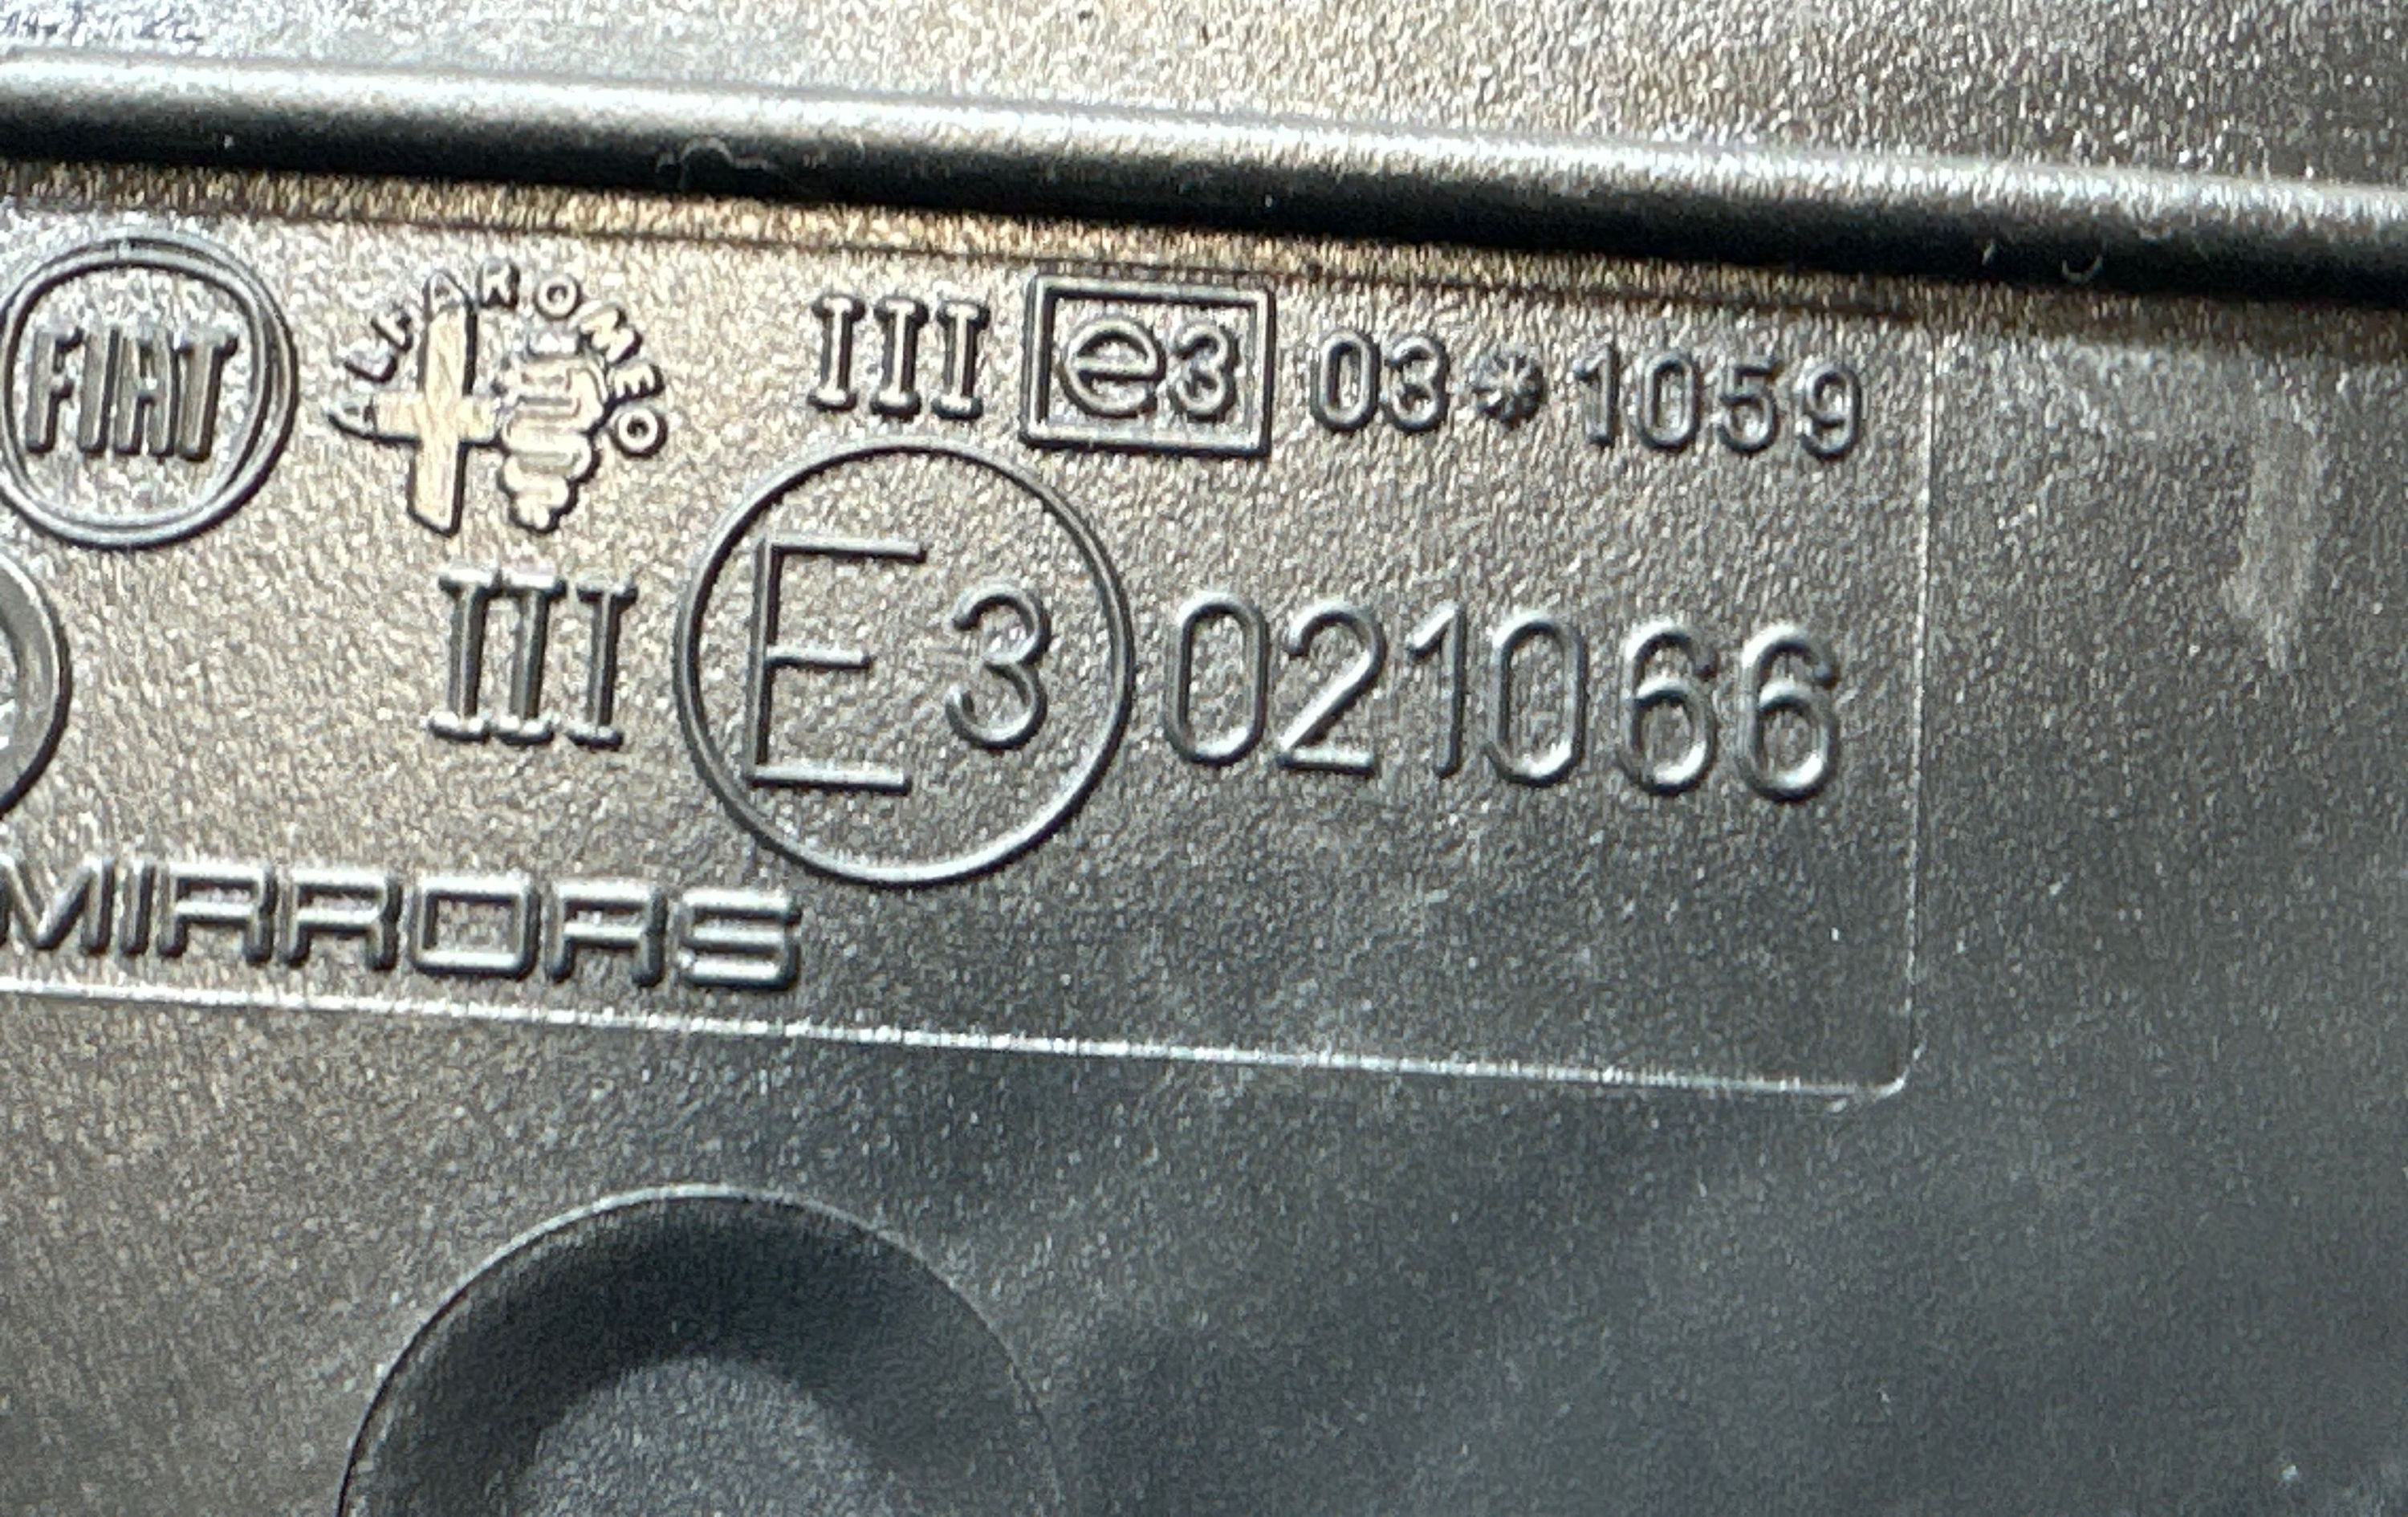 FIAT ALFA ROMEO III e3 03*1059
III E3 021066
MIRRORS